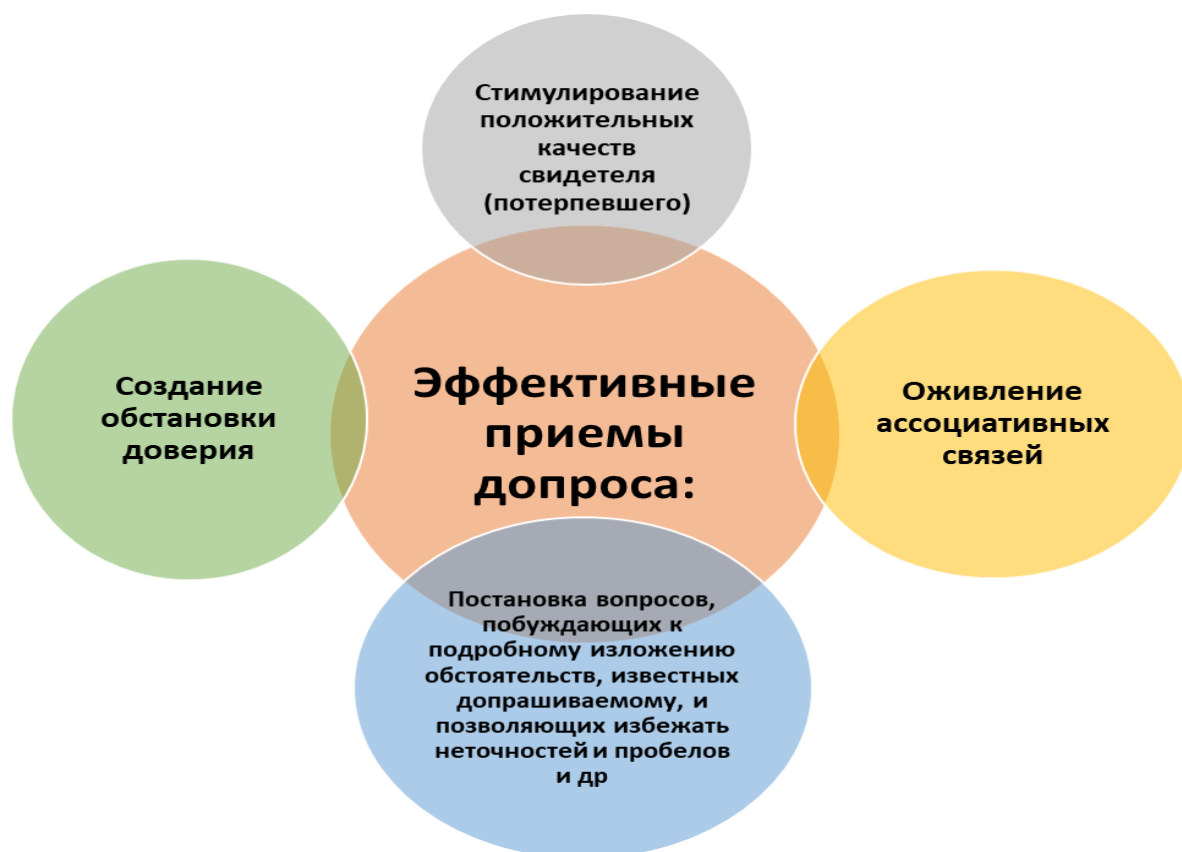 Стимулирование
положительных
качеств
свидетеля
(потерпевшего)
Создание
обстановки
доверия
Эффективные
приемы
допроса:
Оживление
ассоциативных
связей
Постановка вопросов,
побуждающих к
подробному изложению
обстоятельств, известных
допрашиваемому, и
позволяющих избежать
неточностей и пробелов
и др